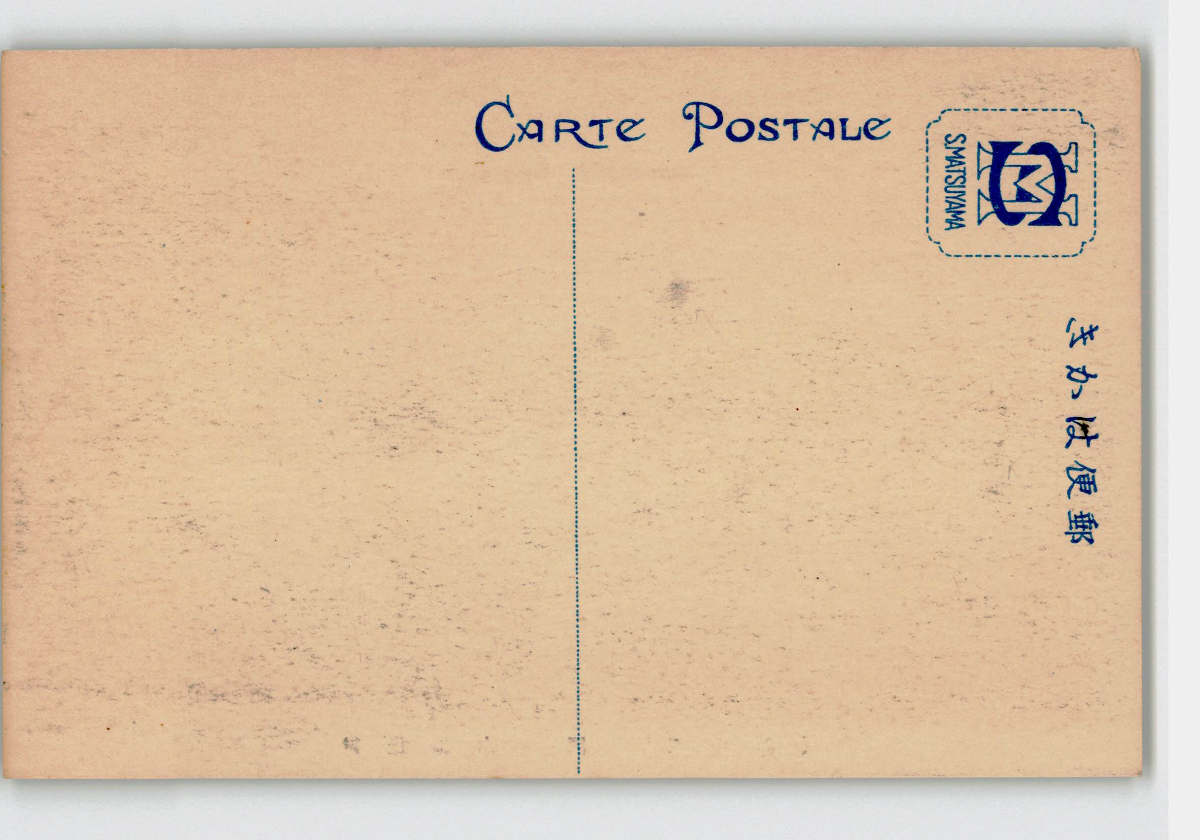 CARTE POSTALE
S.MATSUYAMA
きかは便郵